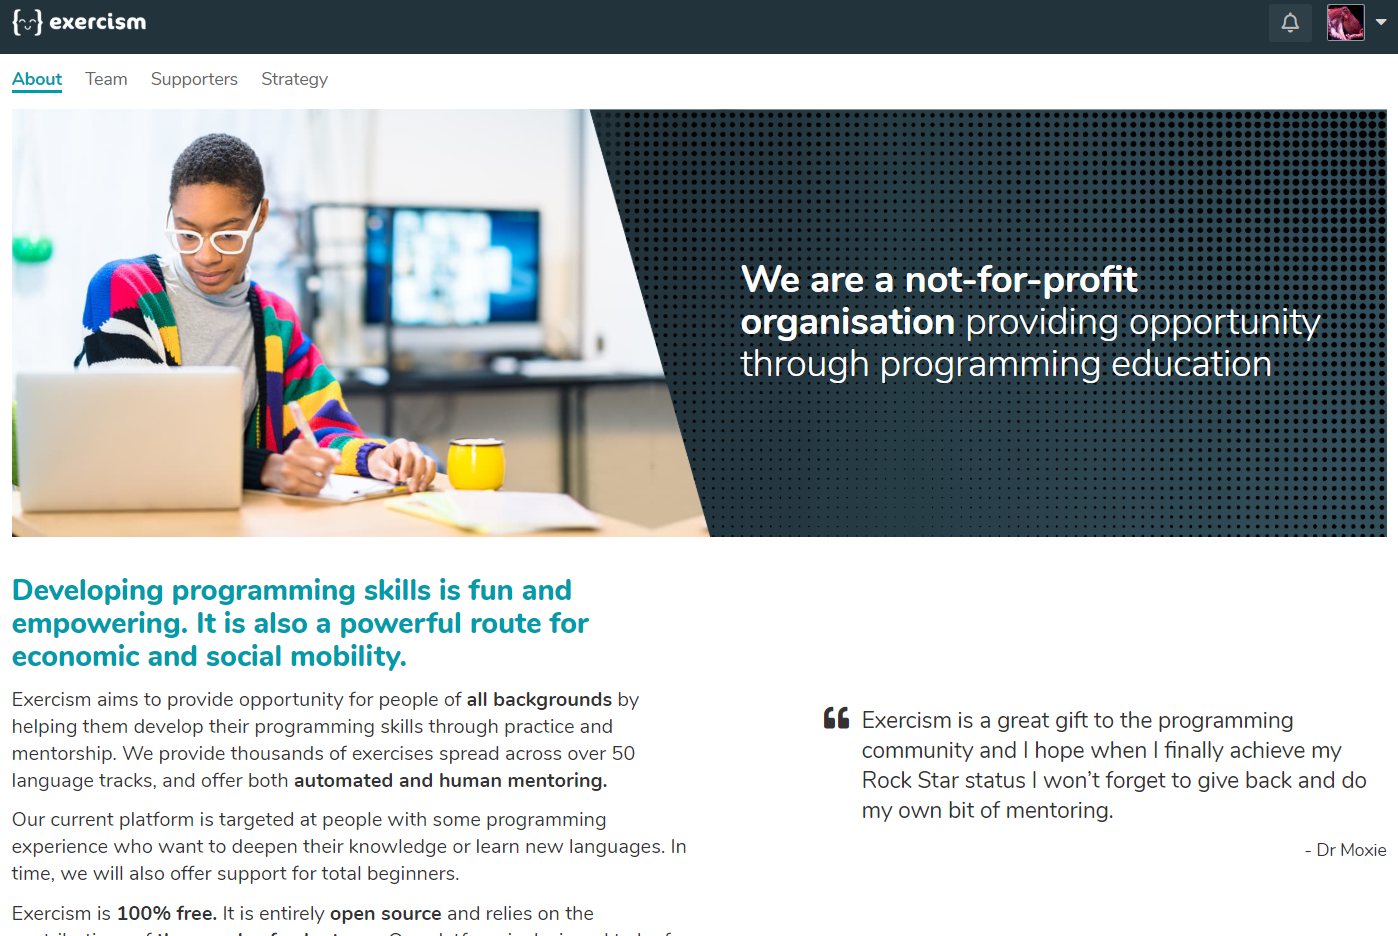 exercism
About Team Supporters Strategy
We are a not-for-profit
organisation providing opportunity
through programming education
Developing programming skills is fun and
empowering. It is also a powerful route for
economic and social mobility.
Exercism aims to provide opportunity for people of all backgrounds by
helping them develop their programming skills through practice and
mentorship. We provide thousands of exercises spread across over 50
language tracks, and offer both automated and human mentoring.
Our current platform is targeted at people with some programming
experience who want to deepen their knowledge or learn new languages. In
time, we will also offer support for total beginners.
Exercism is 100% free. It is entirely open source and relies on the
“ Exercism is a great gift to the programming
community and I hope when I finally achieve my
Rock Star status I won’t forget to give back and do
my own bit of mentoring.
- Dr Moxie